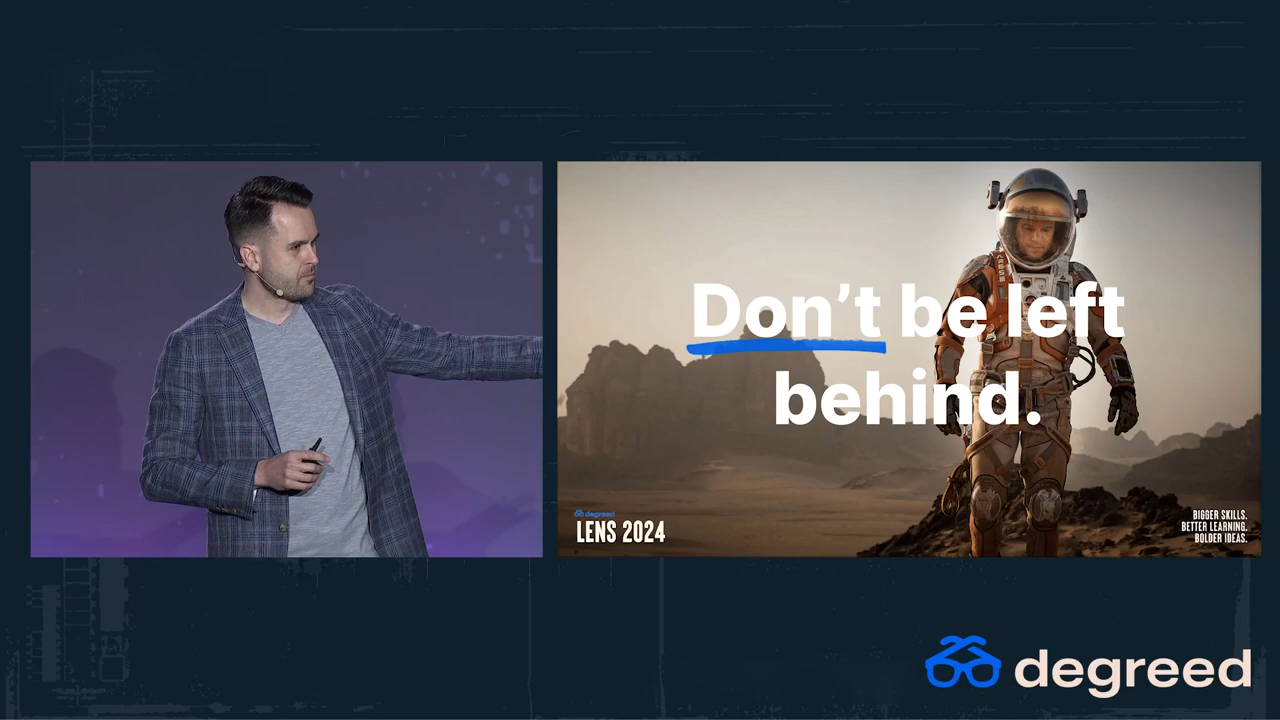 Don't be left
behind.
degreed
LENS 2024
BIGGER SKILLS.
BETTER LEARNING.
BOLDER IDEAS.
degreed